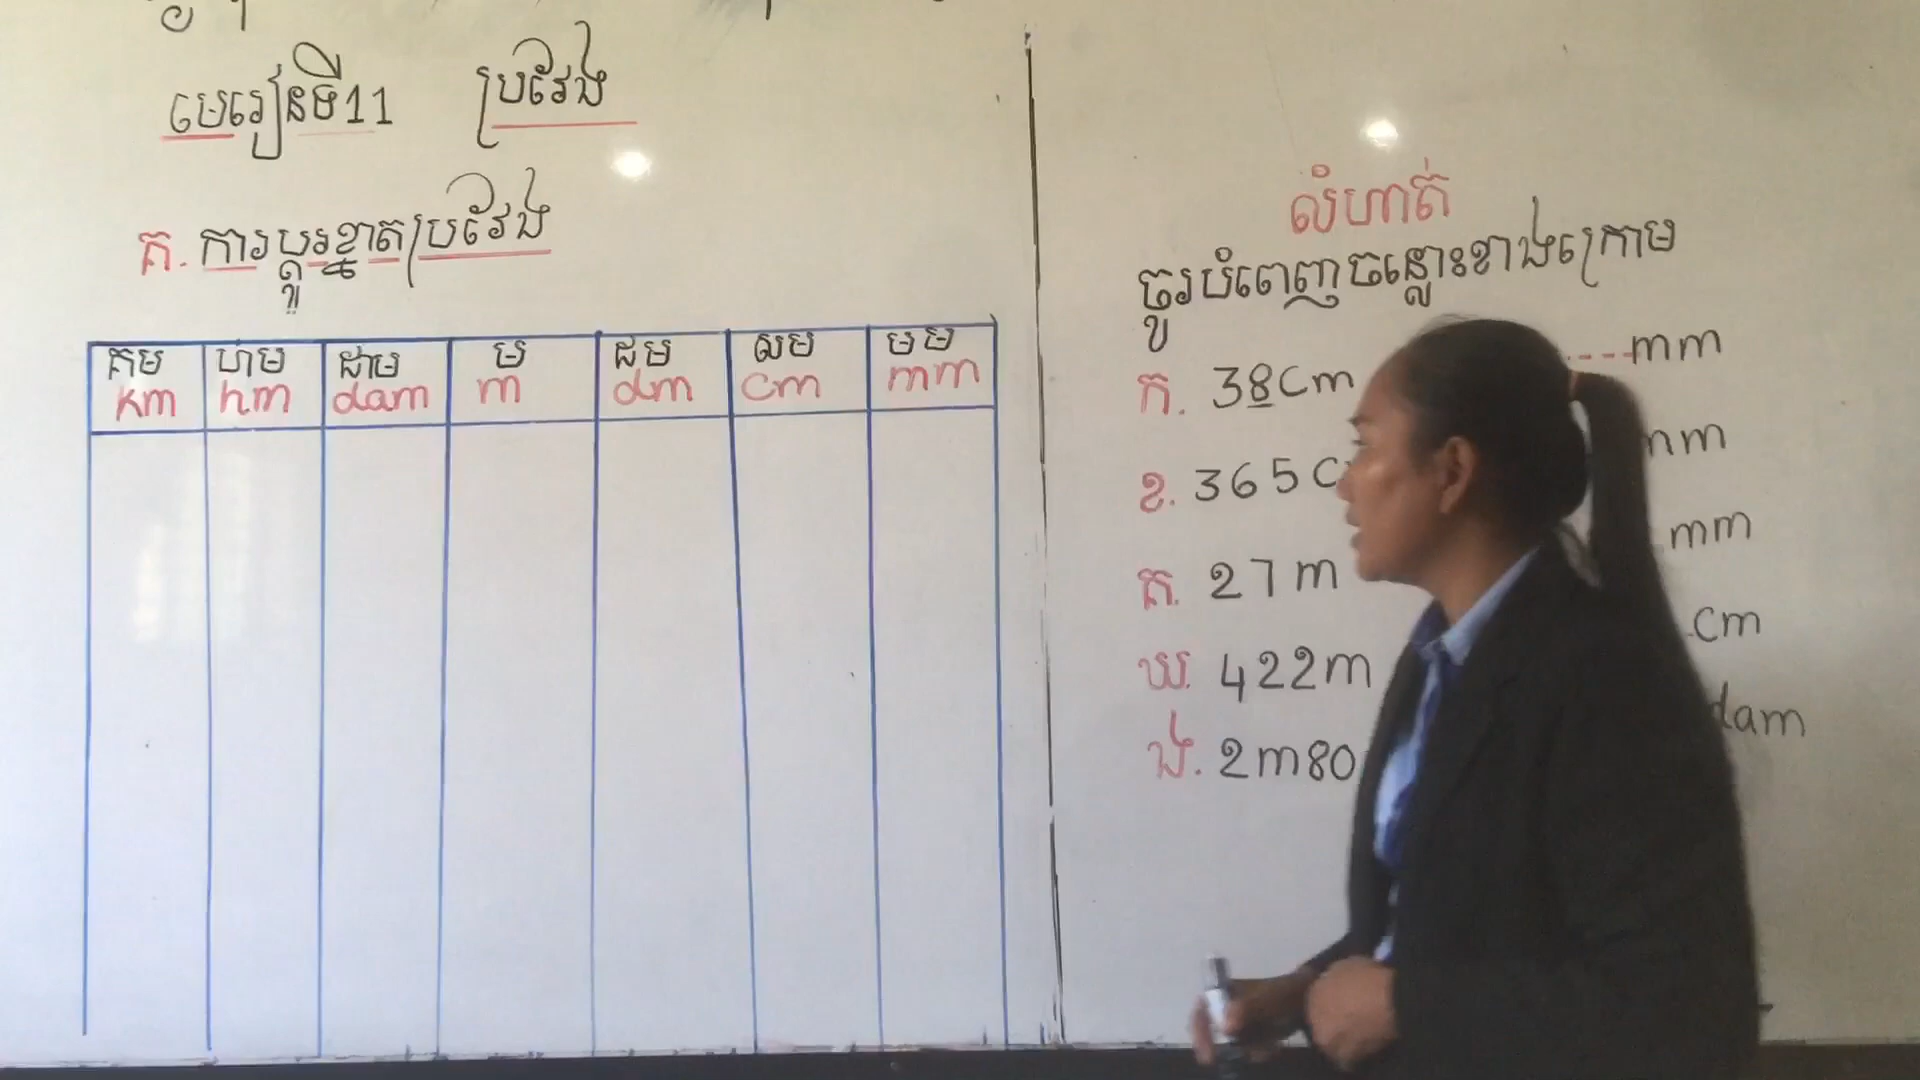 មេរៀនទី11 ប្រវែង
គ. ការប្តូរខ្នាតប្រវែង
គម ហម ដាម ម ដម សម មម
km hm dam m dm cm mm
លំហាត់
ចូរបំពេញចន្លោះខាងក្រោម
ក. 38cm ----mm
ខ. 365c mm
គ. 27m mm
ឃ. 422m cm
ង. 2m80 dam